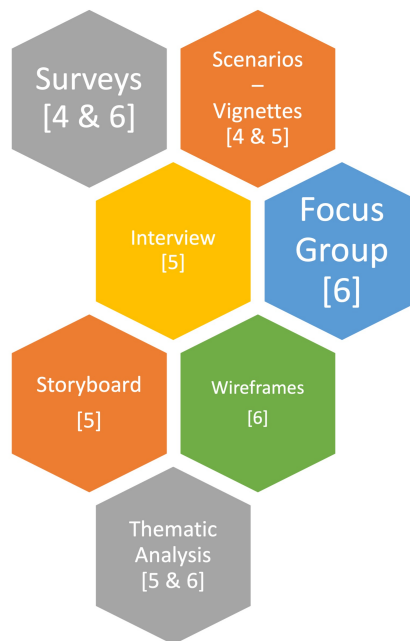 Surveys
[4 & 6]
Scenarios
–
Vignettes
[4 & 5]
Interview
[5]
Focus
Group
[6]
Storyboard
[5]
Wireframes
[6]
Thematic
Analysis
[5 & 6]